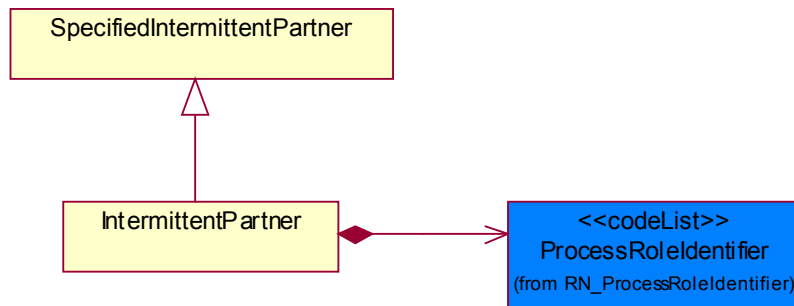 SpecifiedIntermittentPartner
IntermittentPartner
<<codeList>>
ProcessRoleIdentifier
(from RN_ProcessRoleIdentifier)